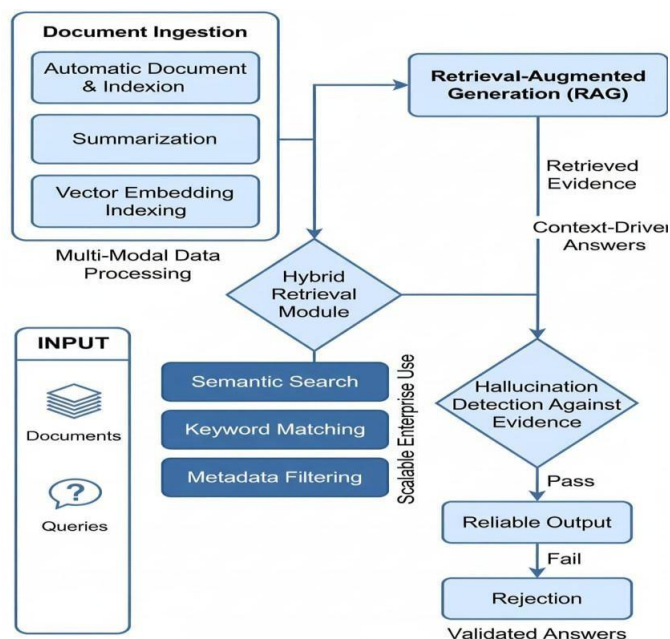 Document Ingestion
Automatic Document
& Indexion
Summarization
Vector Embedding
Indexing
Multi-Modal Data
Processing
Retrieval-Augmented
Generation (RAG)
Retrieved
Evidence
Context-Driven
Answers
Hybrid
Retrieval
Module
Semantic Search
Keyword Matching
Metadata Filtering
Scalable Enterprise Use
INPUT
Documents
?
Queries
Hallucination
Detection Against
Evidence
Pass
Reliable Output
Fail
Rejection
Validated Answers